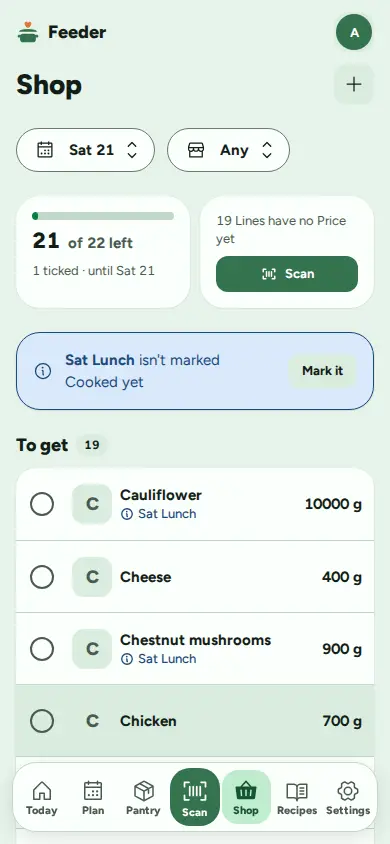 Feeder
A
Shop
Sat 21
Any
21 of 22 left
1 ticked · until Sat 21
19 Lines have no Price
yet
Scan
Sat Lunch isn't marked
Cooked yet
Mark it
To get 19
C
Cauliflower
Sat Lunch
10000 g
C
Cheese
400 g
C
Chestnut mushrooms
Sat Lunch
900 g
C
Chicken
700 g
Today
Plan
Pantry
Scan
Shop
Recipes
Settings